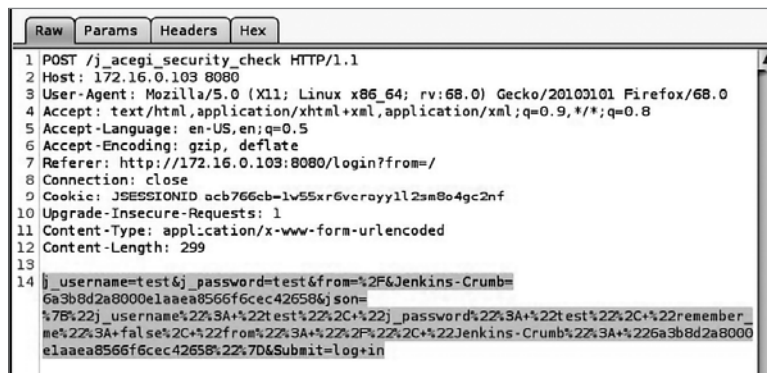 Raw Params Headers Hex
1 POST /j_acegi_security_check HTTP/1.1
2 Host: 172.16.0.103 8080
3 User-Agent: Mozilla/5.0 (X11; Linux x86_64; rv:68.0) Gecko/20100101 Firefox/68.0
4 Accept: text/html,application/xhtml+xml,application/xml;q=0.9,*/*;q=0.8
5 Accept-Language: en-US,en;q=0.5
6 Accept-Encoding: gzip, deflate
7 Referer: http://172.16.0.103:8080/login?from=/
8 Connection: close
9 Cookie:
10 Upgrade-Insecure-Requests: 1
11 Content-Type: application/x-www-form-urlencoded
12 Content-Length: 299
13
14 j_username=test&j_password=test&from=%2F&Jenkins-Crumb=
6a3b8d2a8000e1aaea8566f6cec42658&json=
%7B%22j_username%22%3A+%22test%22%2C+%22j_password%22%3A+%22test%22%2C+%22remember_
me%22%3A+false%2C+%22from%22%3A+%22%2F%22%2C+%22Jenkins-Crumb%22%3A+%226a3b8d2a8000
e1aaea8566f6cec42658%22%7D&Submit=log+in